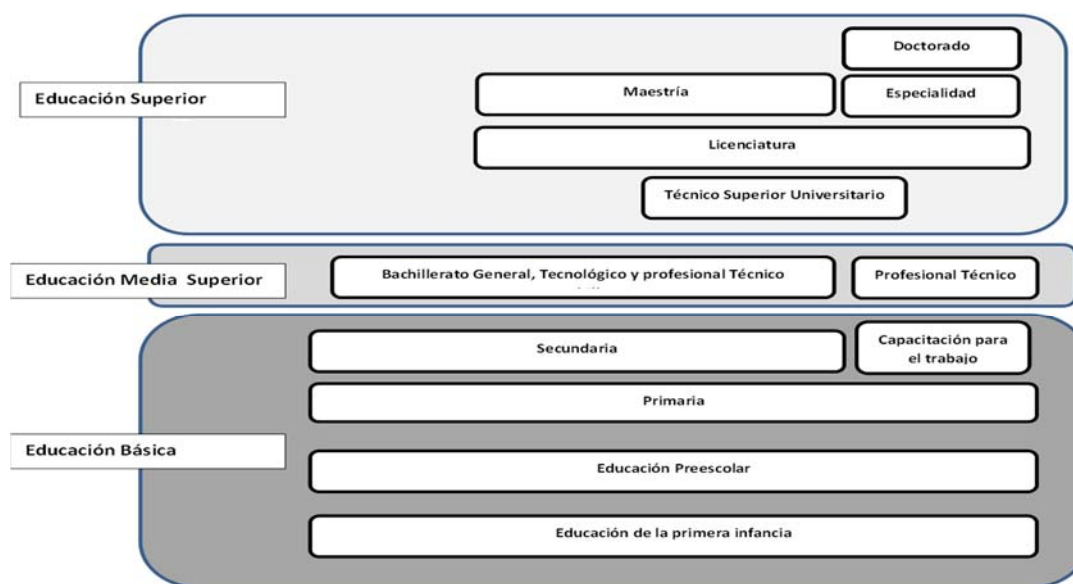 Doctorado
Educación Superior
Maestría
Especialidad
Licenciatura
Técnico Superior Universitario
Educación Media Superior
Bachillerato General, Tecnológico y profesional Técnico
Profesional Técnico
Secundaria
Capacitación para
el trabajo
Primaria
Educación Básica
Educación Preescolar
Educación de la primera infancia